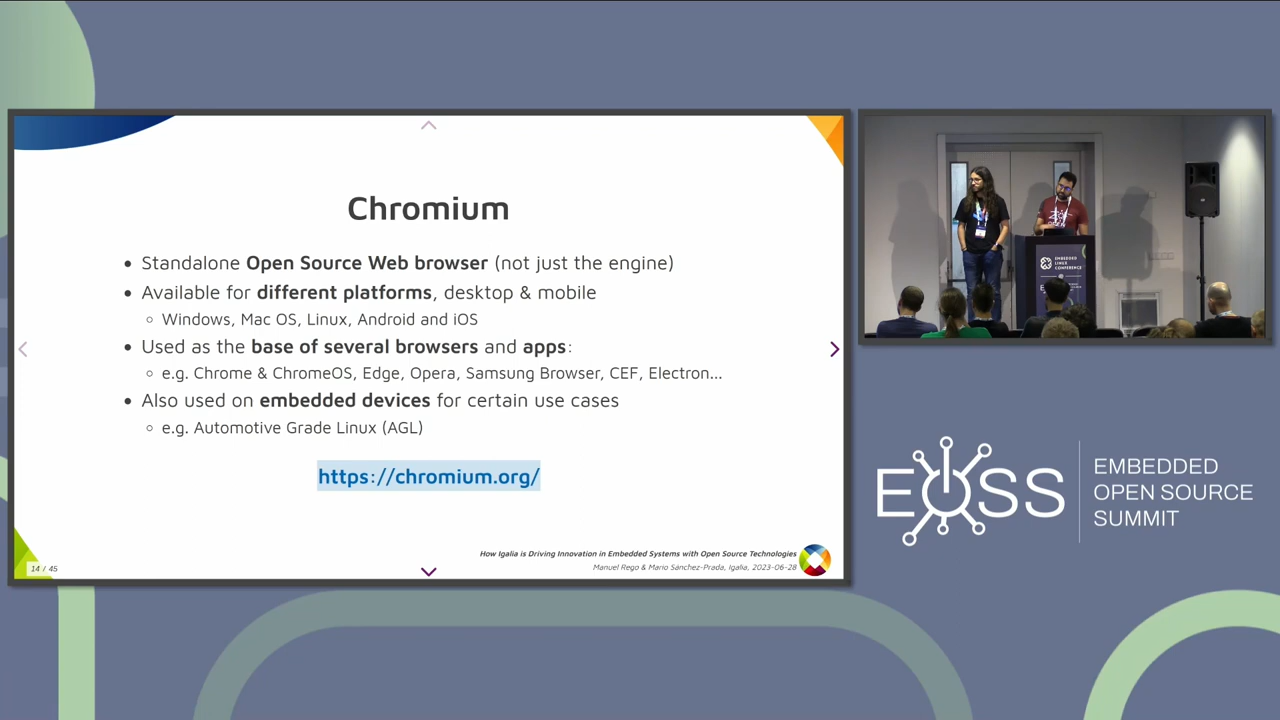 Chromium
Standalone Open Source Web browser (not just the engine)
Available for different platforms, desktop & mobile
Windows, Mac OS, Linux, Android and iOS
Used as the base of several browsers and apps:
e.g. Chrome & ChromeOS, Edge, Opera, Samsung Browser, CEF, Electron...
Also used on embedded devices for certain use cases
e.g. Automotive Grade Linux (AGL)
https://chromium.org/
How Igalia is Driving Innovation in Embedded Systems with Open Source Technologies
Manuel Rego & Mario Sánchez-Prada, Igalia, 2023-06-28
14 / 45
EMBEDDED
LINUX
CONFERENCE
EOSS
EMBEDDED
OPEN SOURCE
SUMMIT